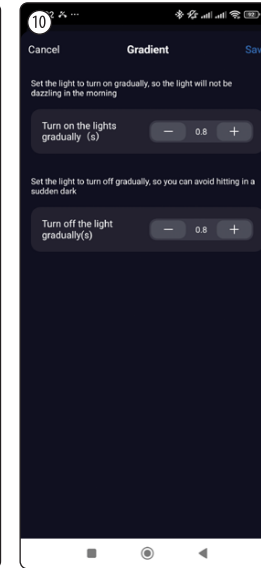 10
Cancel Gradient Sav
Set the light to turn on gradually, so the light will not be
dazzling in the morning
Turn on the lights
gradually (s)
— 0.8 +
Set the light to turn off gradually, so you can avoid hitting in a
sudden dark
Turn off the light
gradually(s)
— 0.8 +